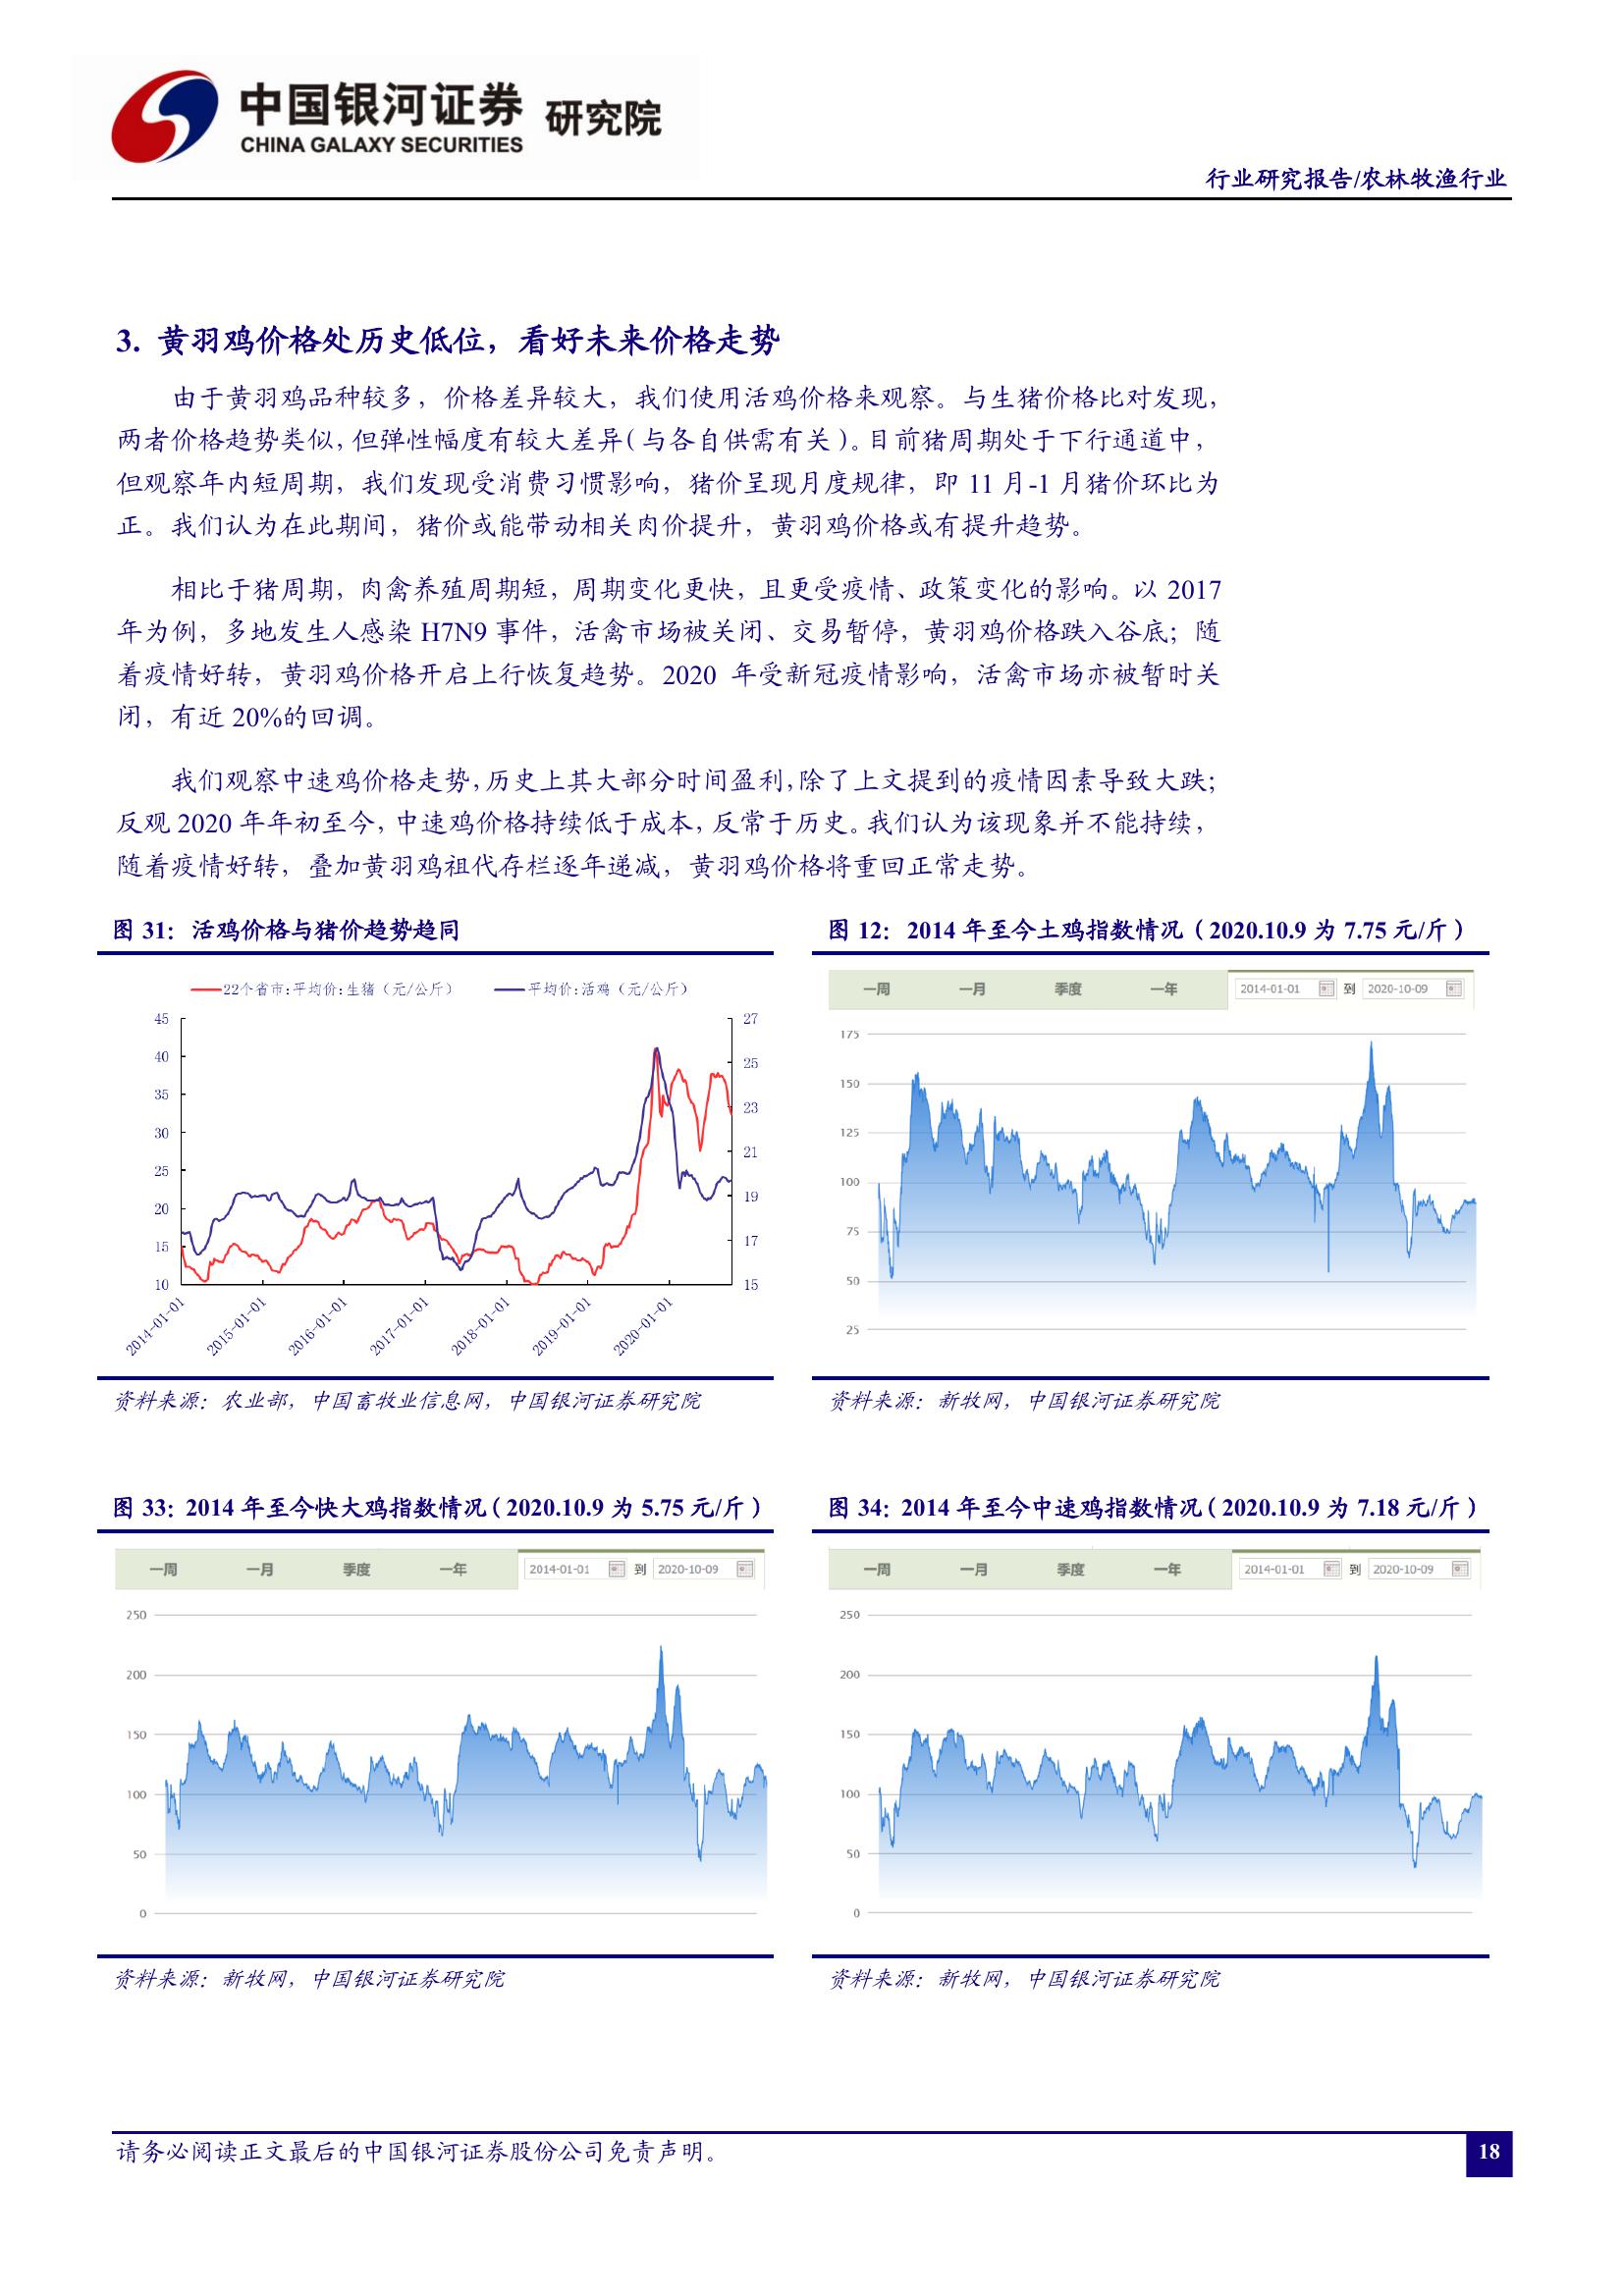 中国银河证券 研究院
CHINA GALAXY SECURITIES
行业研究报告/农林牧渔行业
3. 黄羽鸡价格处历史低位，看好未来价格走势
由于黄羽鸡品种较多，价格差异较大，我们使用活鸡价格来观察。与生猪价格比对发现，
两者价格趋势类似，但弹性幅度有较大差异（与各自供需有关）。目前猪周期处于下行通道中，
但观察年内短周期，我们发现受消费习惯影响，猪价呈现月度规律，即 11 月-1 月猪价环比为
正。我们认为在此期间，猪价或能带动相关肉价提升，黄羽鸡价格或有提升趋势。
相比于猪周期，肉禽养殖周期短，周期变化更快，且更受疫情、政策变化的影响。以 2017
年为例，多地发生人感染 H7N9 事件，活禽市场被关闭、交易暂停，黄羽鸡价格跌入谷底；随
着疫情好转，黄羽鸡价格开启上行恢复趋势。2020 年受新冠疫情影响，活禽市场亦被暂时关
闭，有近 20%的回调。
我们观察中速鸡价格走势，历史上其大部分时间盈利，除了上文提到的疫情因素导致大跌；
反观 2020 年年初至今，中速鸡价格持续低于成本，反常于历史。我们认为该现象并不能持续，
随着疫情好转，叠加黄羽鸡祖代存栏逐年递减，黄羽鸡价格将重回正常走势。
图 31：活鸡价格与猪价趋势趋同
22个省市:平均价:生猪（元/公斤） 平均价:活鸡（元/公斤）
45 27
40 25
35 23
30 21
25 19
20 17
15 15
10
2014-01-01 2015-01-01 2016-01-01 2017-01-01 2018-01-01 2019-01-01 2020-01-01
资料来源：农业部，中国畜牧业信息网，中国银河证券研究院
图 12：2014 年至今土鸡指数情况（2020.10.9 为 7.75 元/斤）
一周 一月 季度 一年 2014-01-01 到 2020-10-09
175
150
125
100
75
50
25
资料来源：新牧网，中国银河证券研究院
图 33：2014 年至今快大鸡指数情况（2020.10.9 为 5.75 元/斤）
一周 一月 季度 一年 2014-01-01 到 2020-10-09
250
200
150
100
50
0
资料来源：新牧网，中国银河证券研究院
图 34：2014 年至今中速鸡指数情况（2020.10.9 为 7.18 元/斤）
一周 一月 季度 一年 2014-01-01 到 2020-10-09
250
200
150
100
50
0
资料来源：新牧网，中国银河证券研究院
请务必阅读正文最后的中国银河证券股份公司免责声明。
18